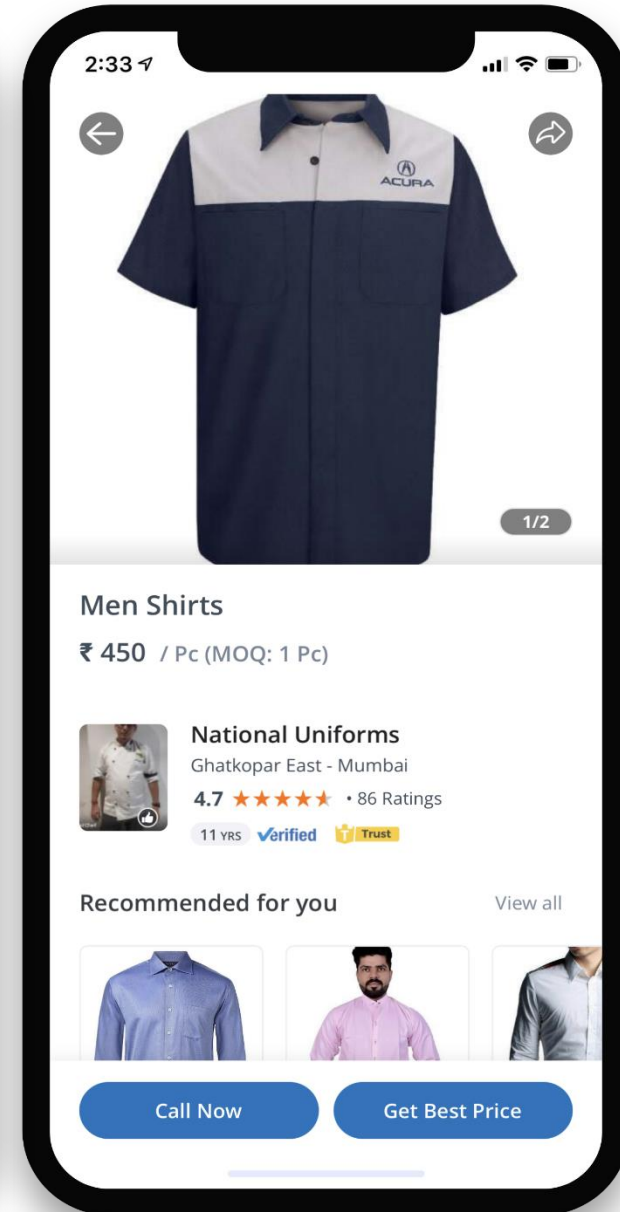 2:33
ACURA
1/2
Men Shirts
₹ 450 / Pc (MOQ: 1 Pc)
National Uniforms
Ghatkopar East - Mumbai
4.7 • 86 Ratings
11 YRS Verified T Trust
Recommended for you View all
Call Now Get Best Price